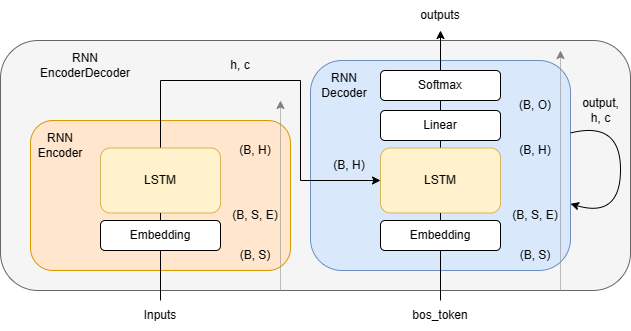 outputs
RNN
EncoderDecoder
h, c
RNN
Decoder
Softmax
(B, O)
output,
h, c
Linear
RNN
Encoder
(B, H)
(B, H)
(B, H)
LSTM
LSTM
(B, S, E)
(B, S, E)
Embedding
Embedding
(B, S)
(B, S)
Inputs
bos_token